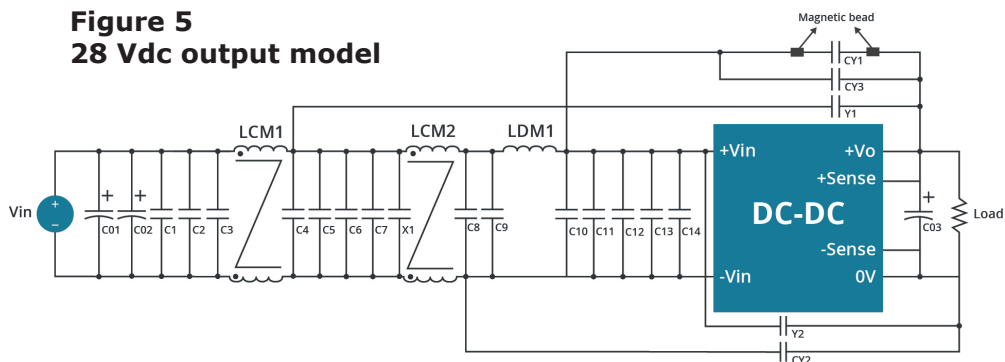 Figure 5
28 Vdc output model
Magnetic bead
CY1
CY3
Y1
LCM1
LCM2
LDM1
Vin
+
−
+
C01
+
C02
C1
C2
C3
C4
C5
C6
C7
X1
C8
C9
C10
C11
C12
C13
C14
+Vin
-Vin
DC-DC
+Vo
+Sense
-Sense
0V
+
C03
Load
Y2
CY2